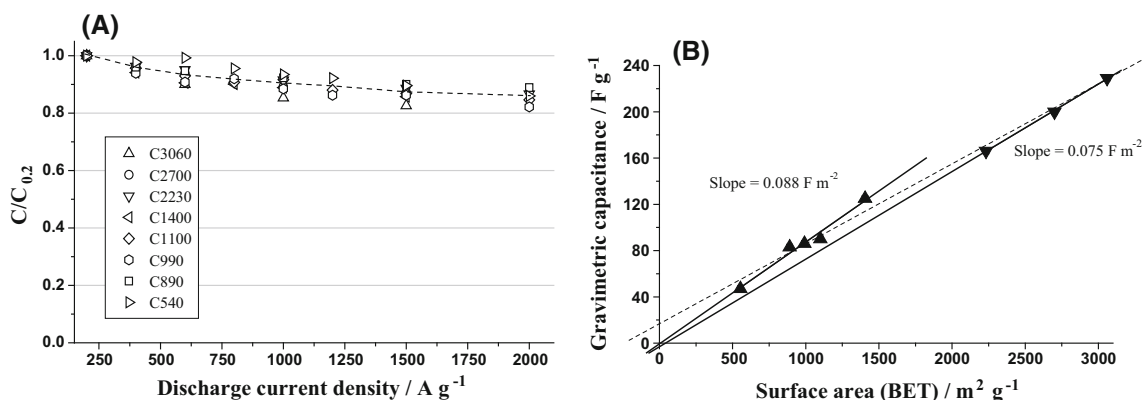 (A)
1.0
0.8
0.6
0.4
0.2
0.0
C/C0.2
C3060
C2700
C2230
C1400
C1100
C990
C890
C540
250 500 750 1000 1250 1500 1750 2000
Discharge current density / A g-1
(B)
240
200
160
120
80
40
0
Gravimetric capacitance / F g-1
Slope = 0.088 F m-2
Slope = 0.075 F m-2
0 500 1000 1500 2000 2500 3000
Surface area (BET) / m2 g-1